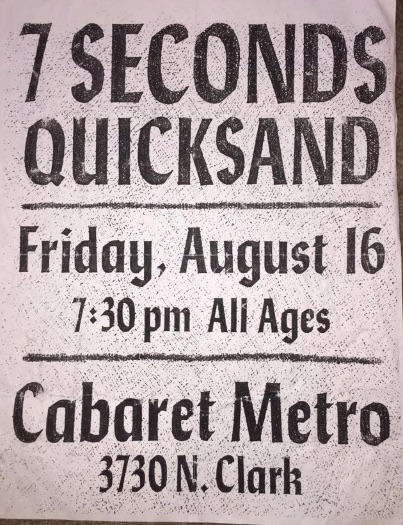 7 SECONDS
QUICKSAND
Friday, August 16
7:30 pm All Ages
Cabaret Metro
3730 N. Clark